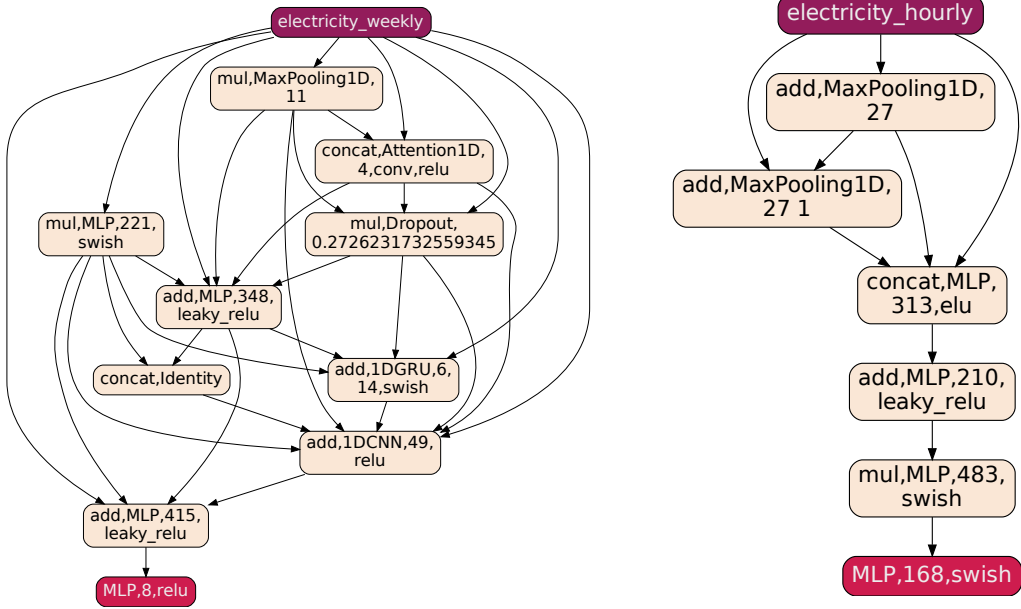 electricity_weekly
mul,MaxPooling1D,
11
concat,Attention1D,
4,conv,relu
mul,MLP,221,
swish
mul,Dropout,
0.2726231732559345
add,MLP,348,
leaky_relu
concat,Identity
add,1DGRU,6,
14,swish
add,1DCNN,49,
relu
add,MLP,415,
leaky_relu
MLP,8,relu
electricity_hourly
add,MaxPooling1D,
27
add,MaxPooling1D,
27 1
concat,MLP,
313,elu
add,MLP,210,
leaky_relu
mul,MLP,483,
swish
MLP,168,swish